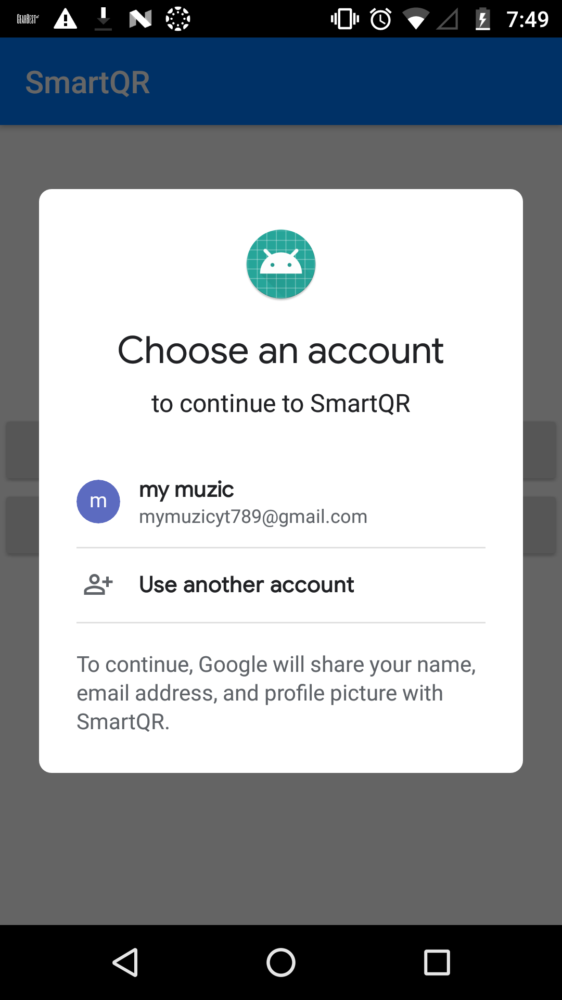 GEARBEST
7:49
SmartQR
Choose an account
to continue to SmartQR
m
my muzic
mymuzicyt789@gmail.com
Use another account
To continue, Google will share your name,
email address, and profile picture with
SmartQR.